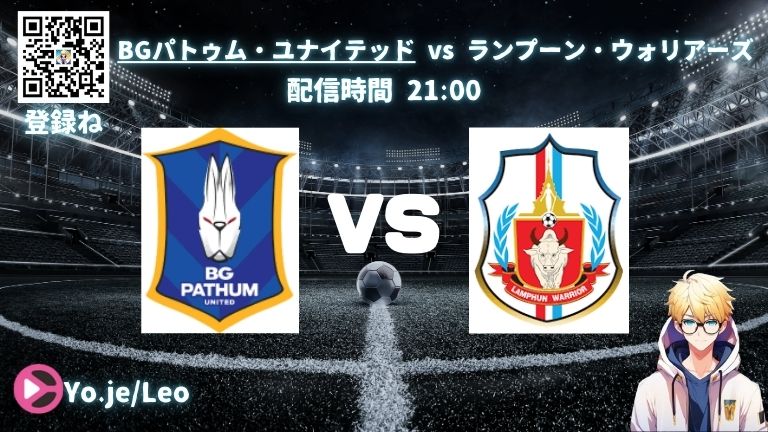 BGパトゥム・ユナイテッド vs ランプーン・ウォリアーズ
配信時間 21:00
登録ね
BG
PATHUM
UNITED
VS
LAMPHUN WARRIOR
Yo.je/Leo